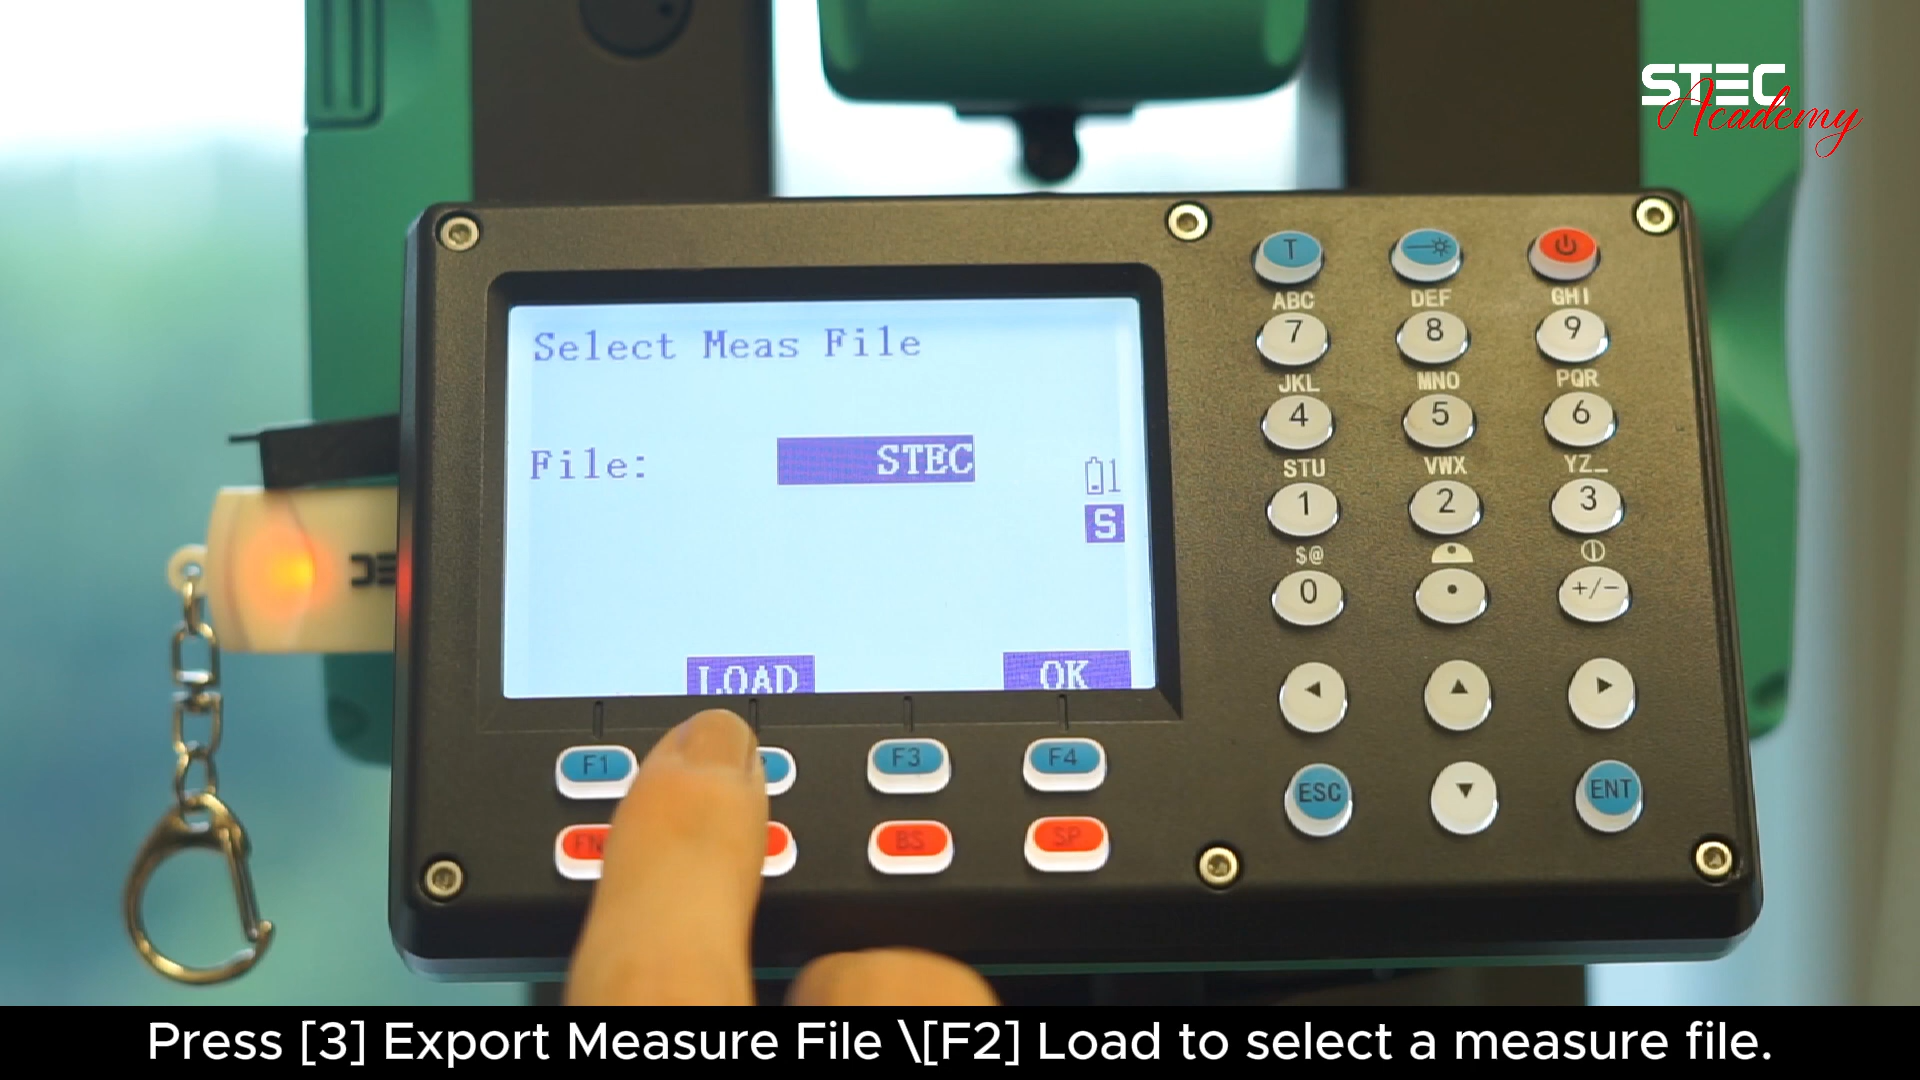 STEC
Academy
Select Meas File
File: STEC
1
S
LOAD OK
T
ABC DEF GHI
7 8 9
JKL MNO PQR
4 5 6
STU VWX YZ_
1 2 3
$@
0 • +/-
◀ ▲ ▶
F1 F3 F4
ESC ▼ ENT
FN BS SP
Press [3] Export Measure File \[F2] Load to select a measure file.